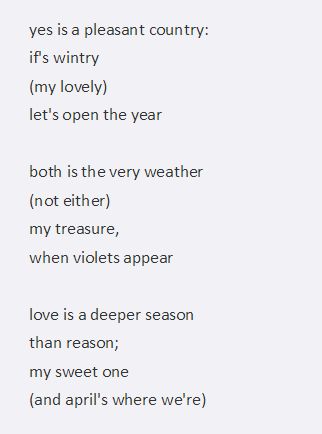 yes is a pleasant country:
if's wintry
(my lovely)
let's open the year
both is the very weather
(not either)
my treasure,
when violets appear
love is a deeper season
than reason;
my sweet one
(and april's where we're)